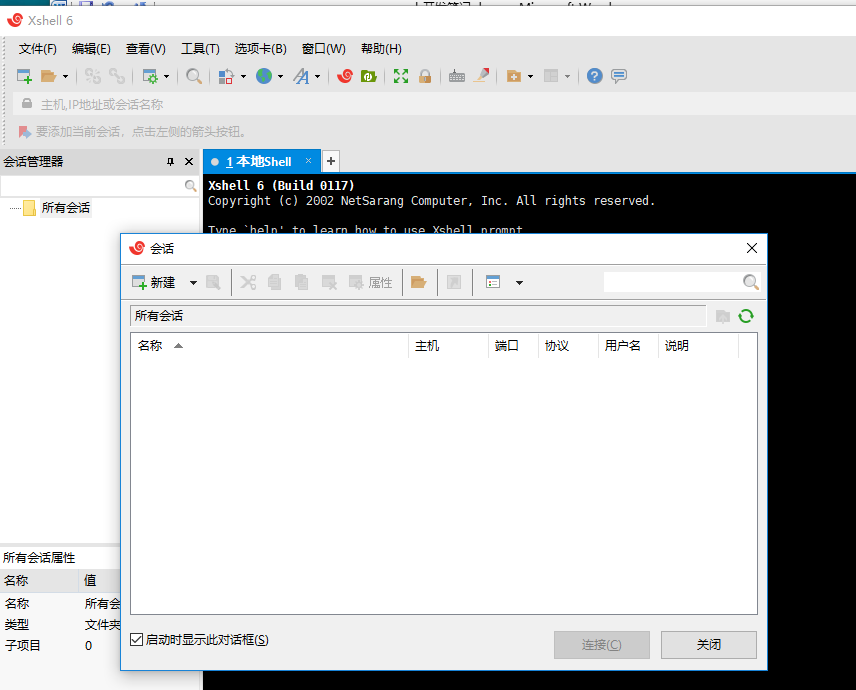 Xshell 6
文件(F) 编辑(E) 查看(V) 工具(T) 选项卡(B) 窗口(W) 帮助(H)
主机,IP地址或会话名称
要添加当前会话，点击左侧的箭头按钮。
会话管理器
1 本地Shell × +
所有会话
Xshell 6 (Build 0117)
Copyright (c) 2002 NetSarang Computer, Inc. All rights reserved.
Type `help' to learn how to use Xshell prompt
会话
新建 属性
所有会话
名称 主机 端口 协议 用户名 说明
启动时显示此对话框(S)
连接(C) 关闭
所有会话属性
名称 值
名称 所有会
类型 文件夹
子项目 0